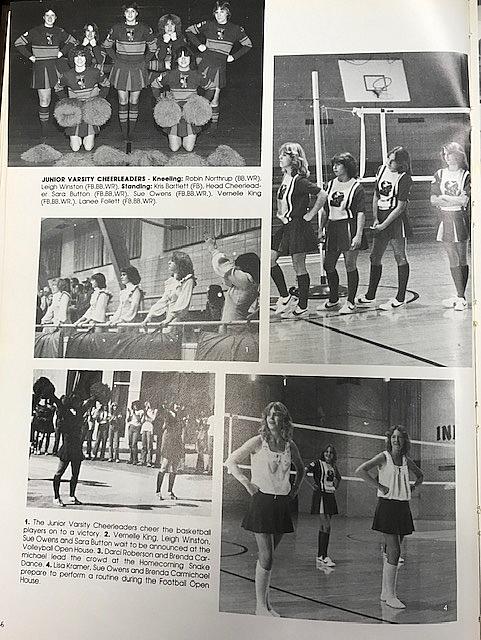 JUNIOR VARSITY CHEERLEADERS - Kneeling: Robin Northrup (BB,WR),
Leigh Winston (FB,BB,WR). Standing: Kris Bartlett (FB), Head Cheerlead-
er Sara Button (FB,BB,WR), Sue Owens (FB,BB,WR.), Vernelle King
(FB,BB,WR.), Lanee Follett (FB,WR).
1
1. The Junior Varsity Cheerleaders cheer the basketball
players on to a victory. 2. Vernelle King, Leigh Winston,
Sue Owens and Sara Button wait to be announced at the
Volleyball Open House. 3. Darci Roberson and Brenda Car-
michael lead the crowd at the Homecoming Snake
Dance. 4. Lisa Kramer, Sue Owens and Brenda Carmichael
prepare to perform a routine during the Football Open
House.
IN
4
6